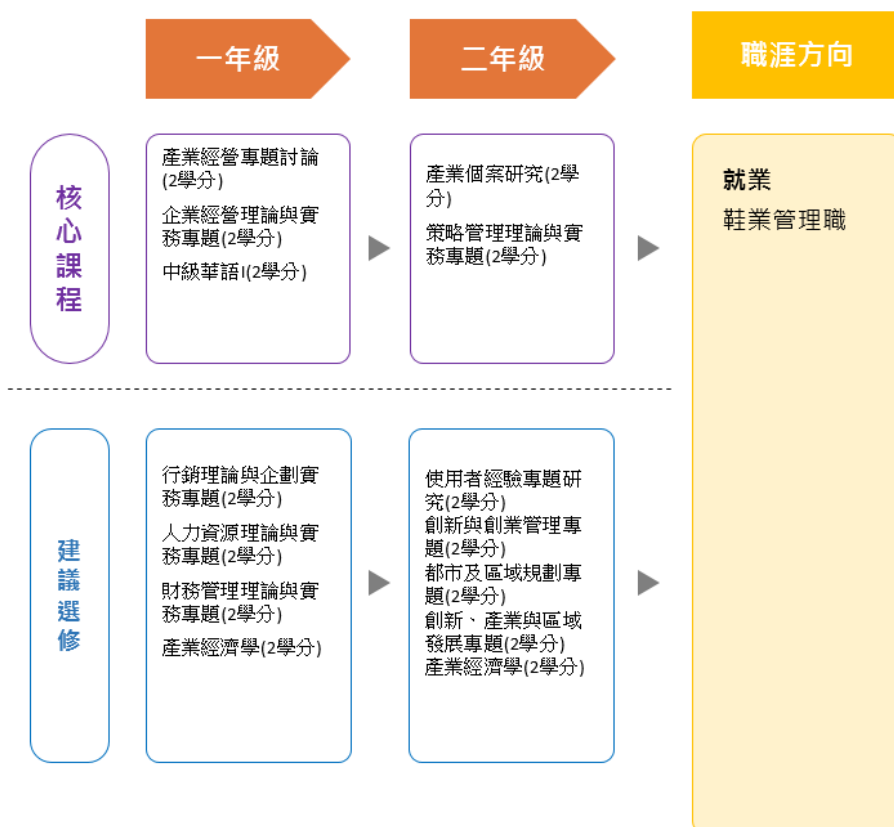 一年級
二年級
職涯方向
核心課程
產業經營專題討論
(2學分)
企業經營理論與實
務專題(2學分)
中級華語I(2學分)
產業個案研究(2學
分)
策略管理理論與實
務專題(2學分)
就業
鞋業管理職
建議選修
行銷理論與企劃實
務專題(2學分)
人力資源理論與實
務專題(2學分)
財務管理理論與實
務專題(2學分)
產業經濟學(2學分)
使用者經驗專題研
究(2學分)
創新與創業管理專
題(2學分)
都市及區域規劃專
題(2學分)
創新、產業與區域
發展專題(2學分)
產業經濟學(2學分)